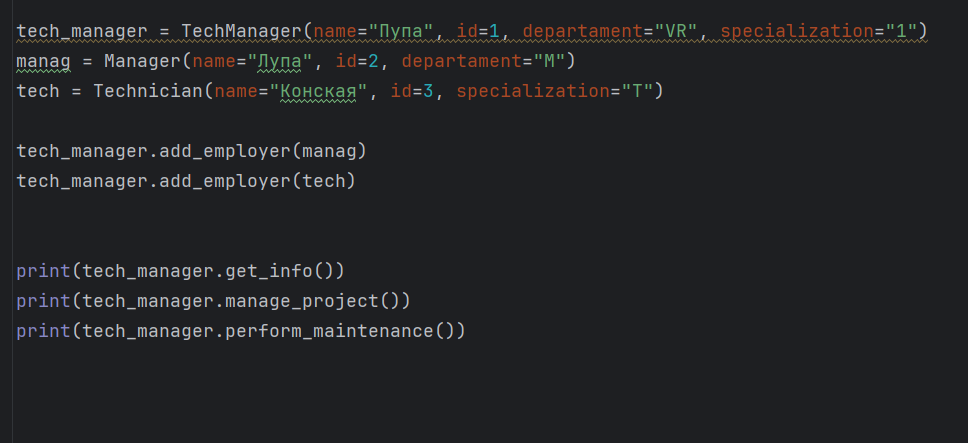 tech_manager = TechManager(name="Пупа", id=1, departament="VR", specialization="1")
manag = Manager(name="Лупа", id=2, departament="M")
tech = Technician(name="Конская", id=3, specialization="T")
tech_manager.add_employer(manag)
tech_manager.add_employer(tech)
print(tech_manager.get_info())
print(tech_manager.manage_project())
print(tech_manager.perform_maintenance())